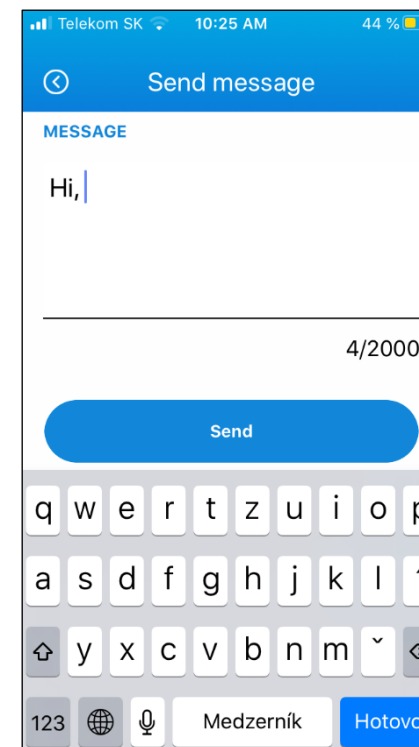 Telekom SK 10:25 AM 44 %
Send message
MESSAGE
Hi,
4/2000
Send
q w e r t z u i o p
a s d f g h j k l
y x c v b n m ˇ
123 Medzerník Hotovo